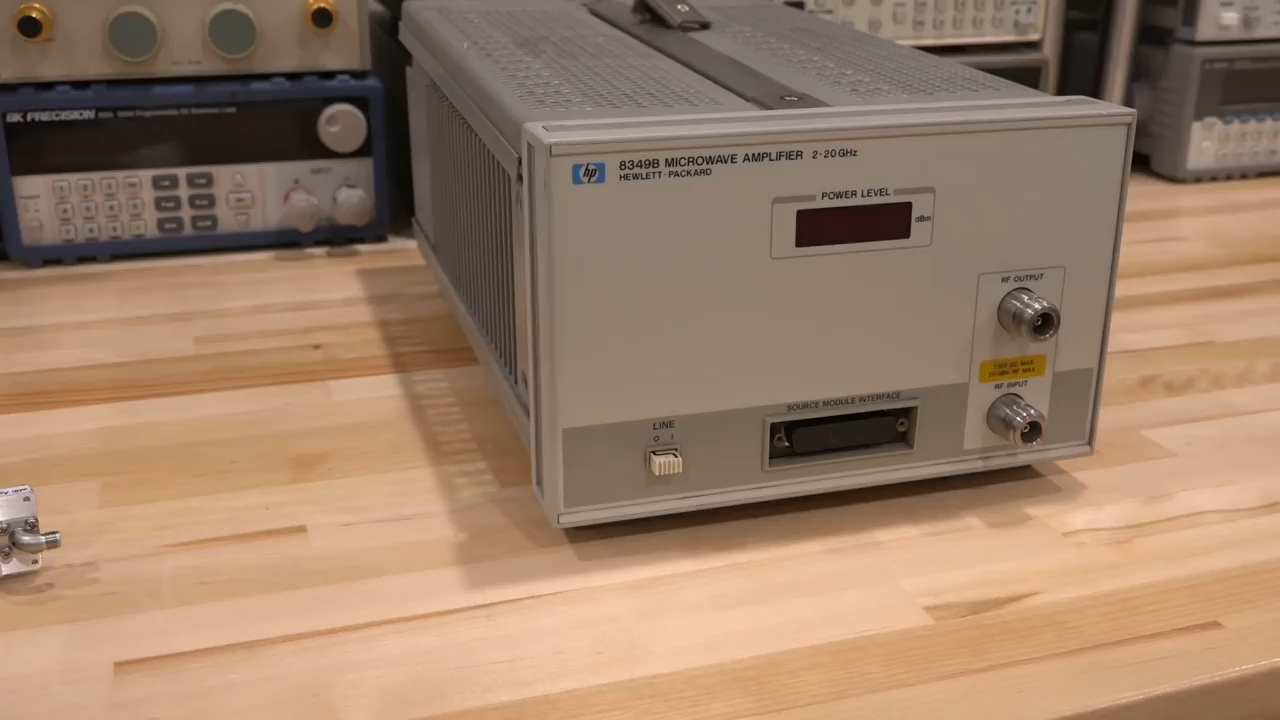 BK PRECISION
hp
8349B MICROWAVE AMPLIFIER 2-20 GHz
HEWLETT·PACKARD
POWER LEVEL
dBm
RF OUTPUT
RF INPUT
SOURCE MODULE INTERFACE
LINE
O I